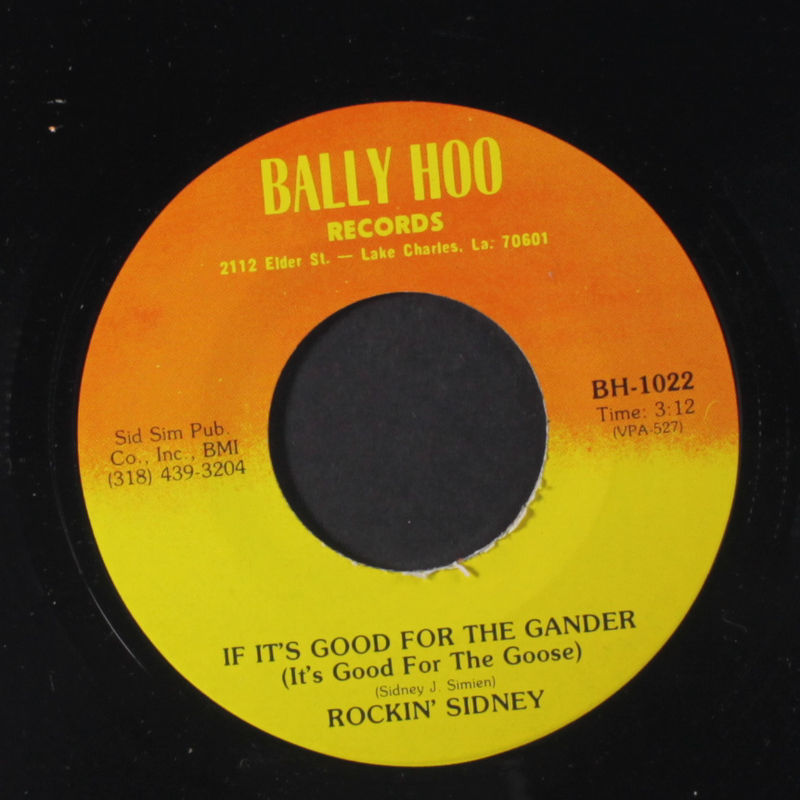 BALLY HOO
RECORDS
2112 Elder St. — Lake Charles, La. 70601
BH-1022
Time: 3:12
(VPA-527)
Sid Sim Pub.
Co., Inc., BMI
(318) 439-3204
IF IT'S GOOD FOR THE GANDER
(It's Good For The Goose)
(Sidney J. Simien)
ROCKIN' SIDNEY